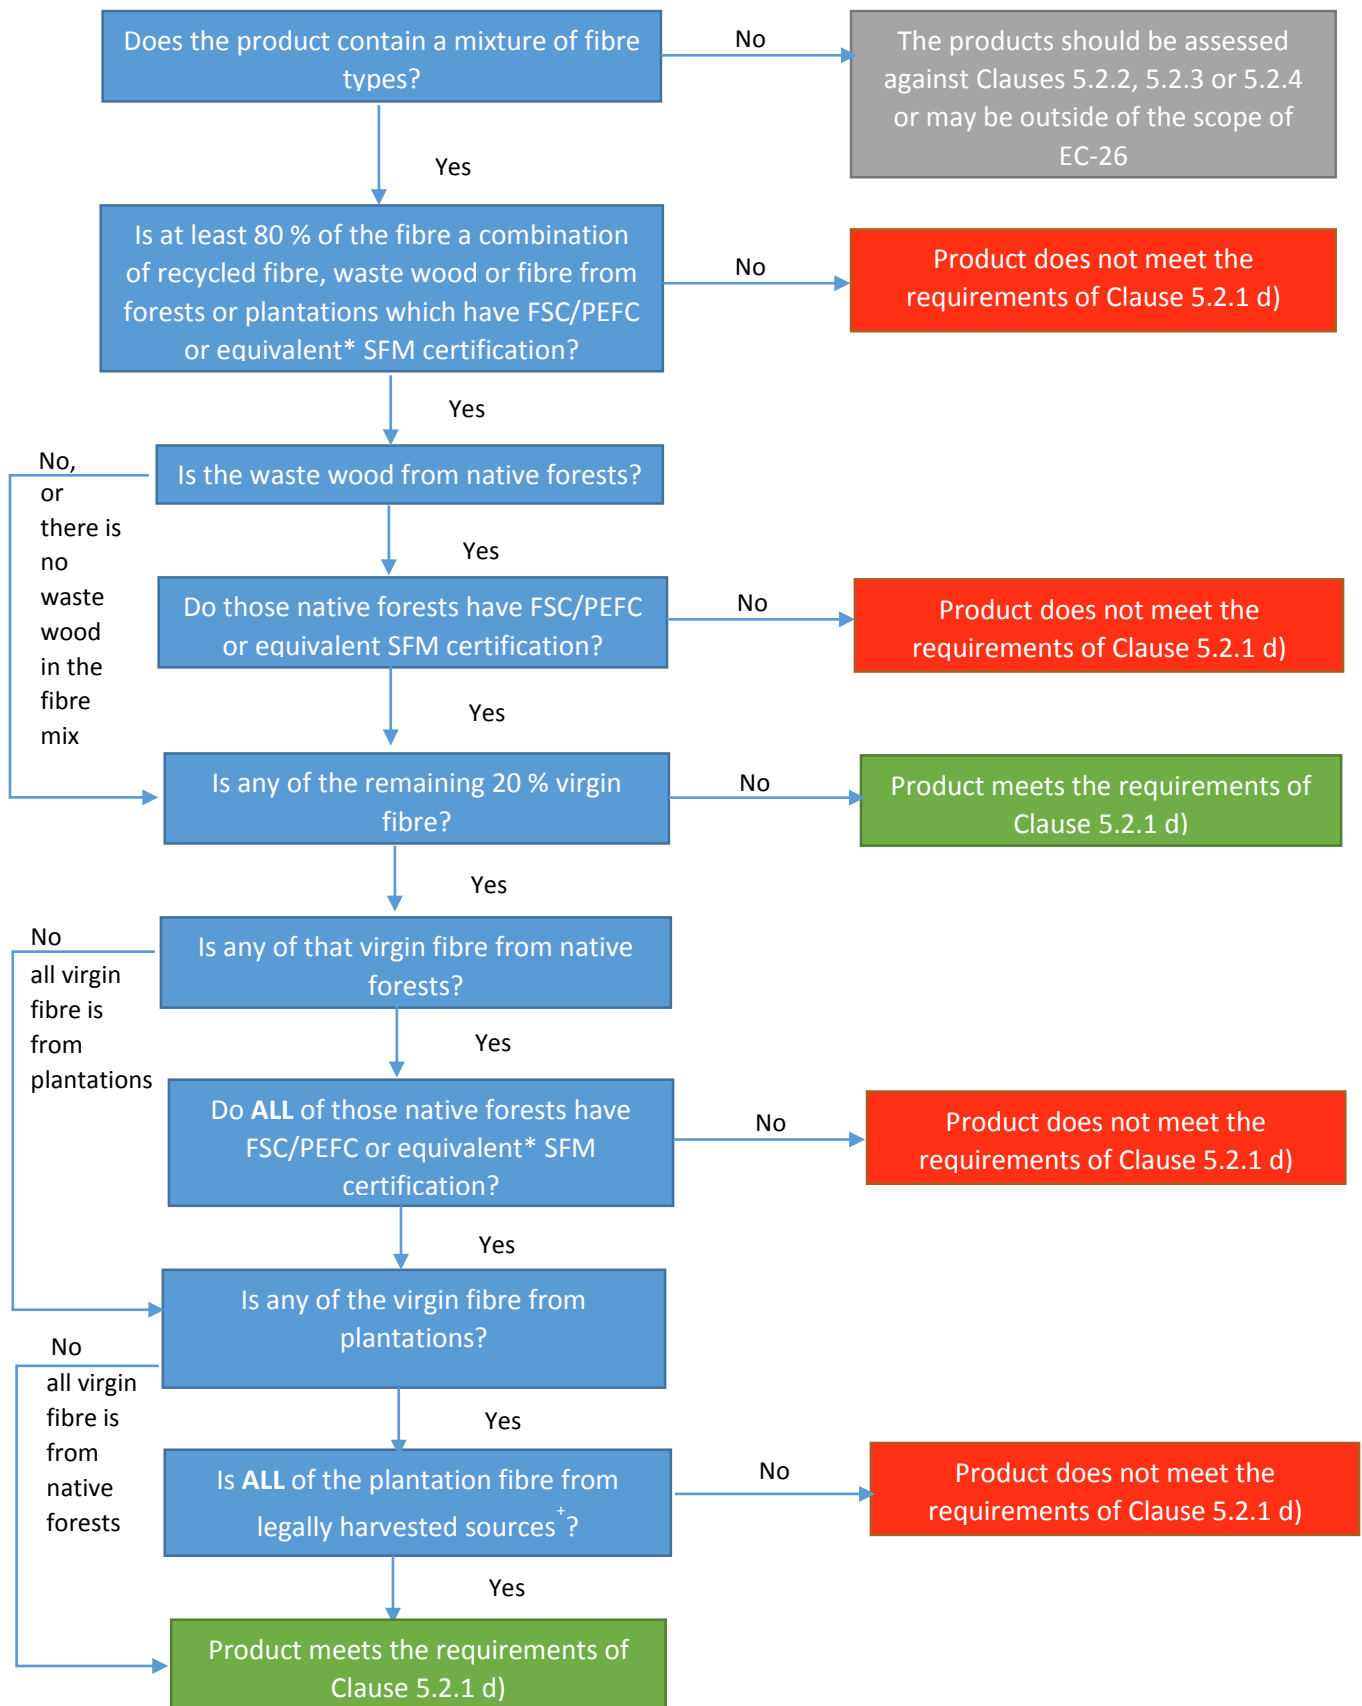 Does the product contain a mixture of fibre
types?
No
The products should be assessed
against Clauses 5.2.2, 5.2.3 or 5.2.4
or may be outside of the scope of
EC-26
Yes
Is at least 80 % of the fibre a combination
of recycled fibre, waste wood or fibre from
forests or plantations which have FSC/PEFC
or equivalent* SFM certification?
No
Product does not meet the
requirements of Clause 5.2.1 d)
Yes
No,
or
there is
no
waste
wood
in the
fibre
mix
Is the waste wood from native forests?
Yes
Do those native forests have FSC/PEFC
or equivalent SFM certification?
No
Product does not meet the
requirements of Clause 5.2.1 d)
Yes
Is any of the remaining 20 % virgin
fibre?
No
Product meets the requirements of
Clause 5.2.1 d)
Yes
No
all virgin
fibre is
from
plantations
Is any of that virgin fibre from native
forests?
Yes
Do ALL of those native forests have
FSC/PEFC or equivalent* SFM
certification?
No
Product does not meet the
requirements of Clause 5.2.1 d)
Yes
Is any of the virgin fibre from
plantations?
No
all virgin
fibre is
from
native
forests
Yes
Is ALL of the plantation fibre from
legally harvested sources+?
No
Product does not meet the
requirements of Clause 5.2.1 d)
Yes
Product meets the requirements of
Clause 5.2.1 d)